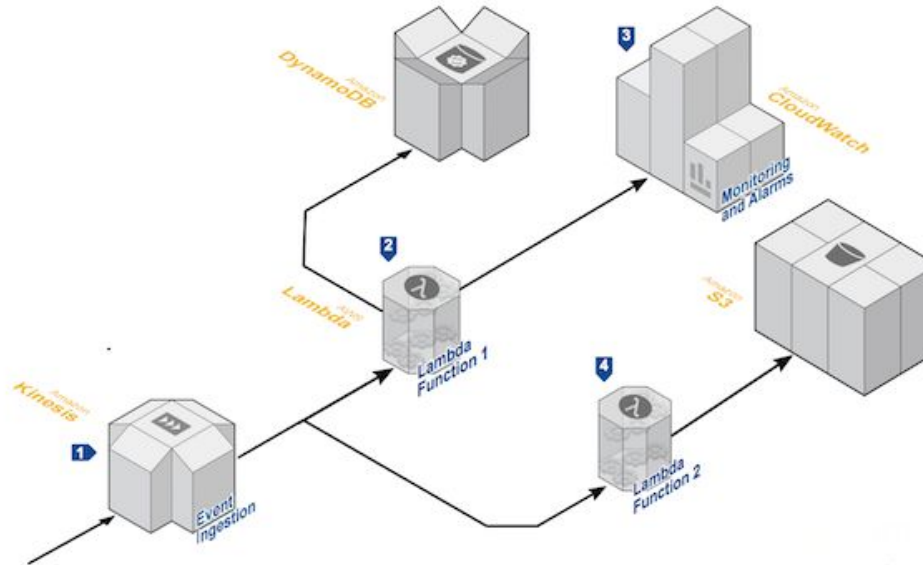 Amazon
DynamoDB
3
Amazon
CloudWatch
Monitoring
and Alarms
2
AWS
Lambda
Lambda
Function 1
Amazon
S3
4
Lambda
Function 2
Amazon
Kinesis
1
Event
Ingestion